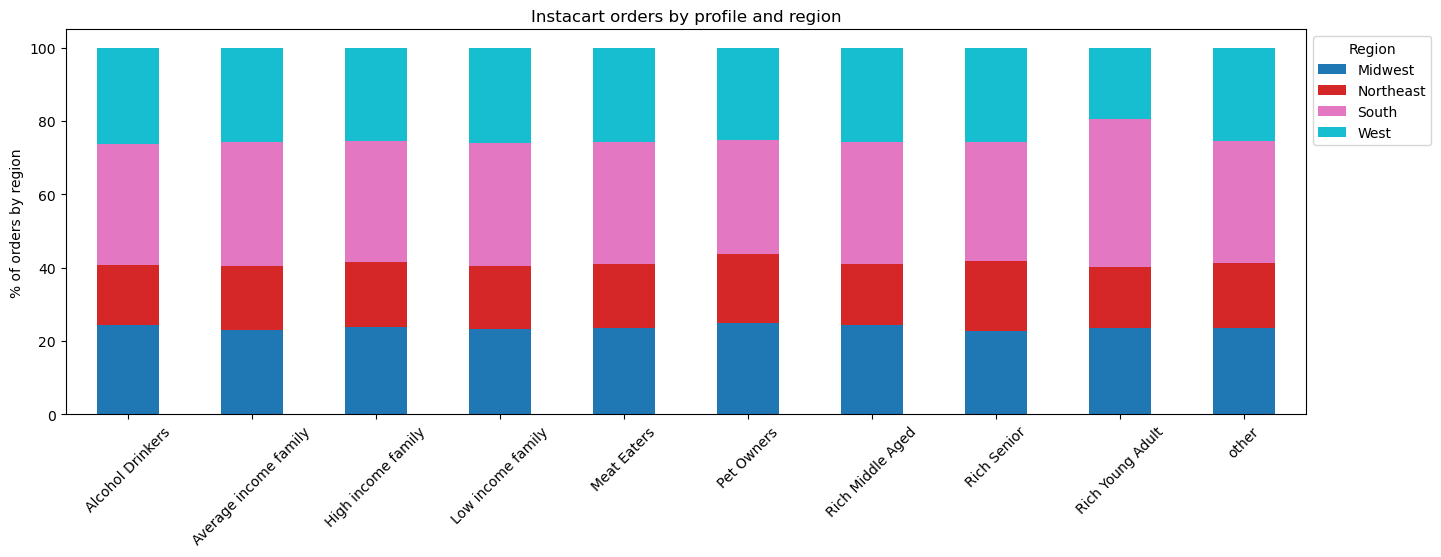 Instacart orders by profile and region
% of orders by region
100
80
60
40
20
0
Alcohol Drinkers
Average income family
High income family
Low income family
Meat Eaters
Pet Owners
Rich Middle Aged
Rich Senior
Rich Young Adult
other
Region
Midwest
Northeast
South
West